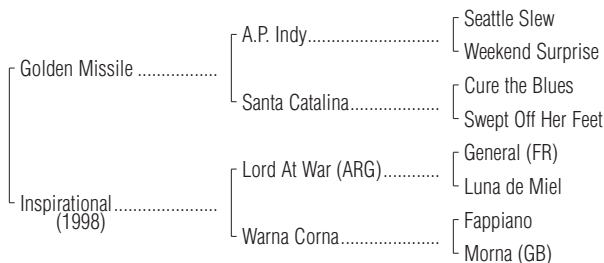 Seattle Slew
A.P. Indy
Weekend Surprise
Golden Missile
Cure the Blues
Santa Catalina
Swept Off Her Feet
General (FR)
Lord At War (ARG)
Luna de Miel
Inspirational
(1998)
Fappiano
Warna Corna
Morna (GB)